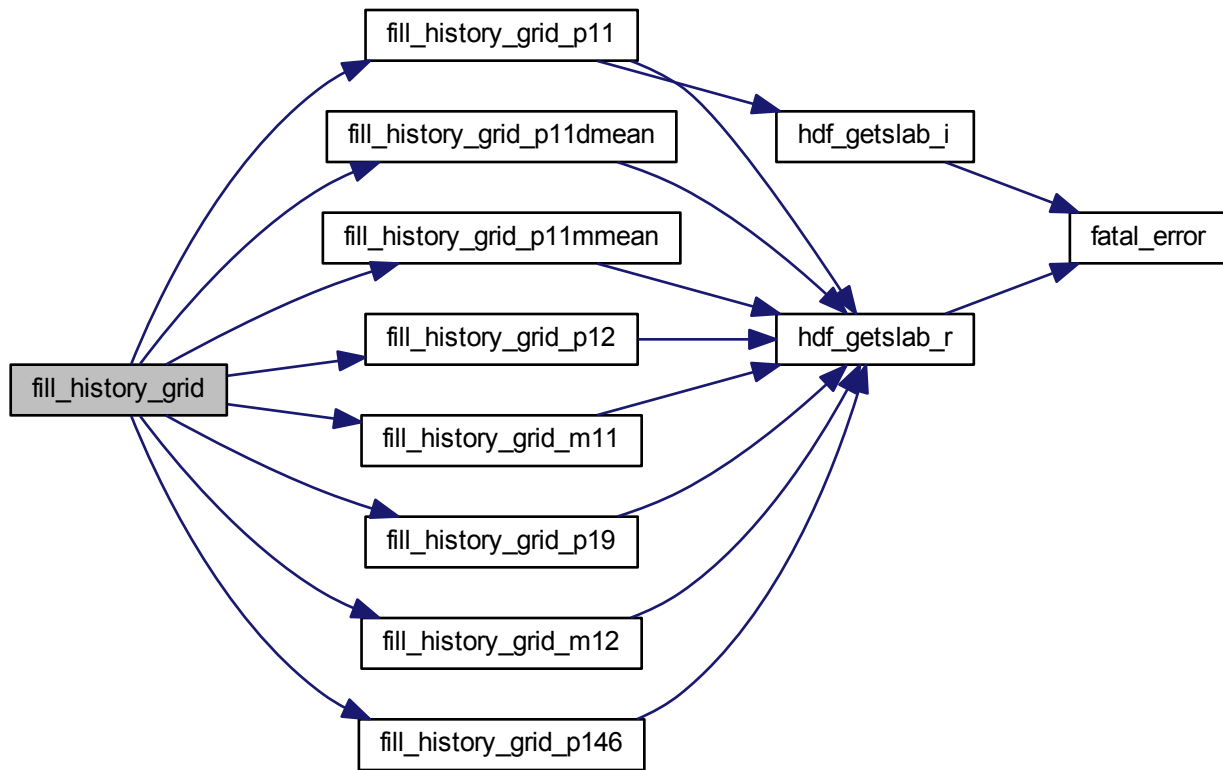 fill_history_grid_p11
fill_history_grid_p11dmean
hdf_getslab_i
fill_history_grid_p11mmean
fatal_error
fill_history_grid_p12
hdf_getslab_r
fill_history_grid
fill_history_grid_m11
fill_history_grid_p19
fill_history_grid_m12
fill_history_grid_p146